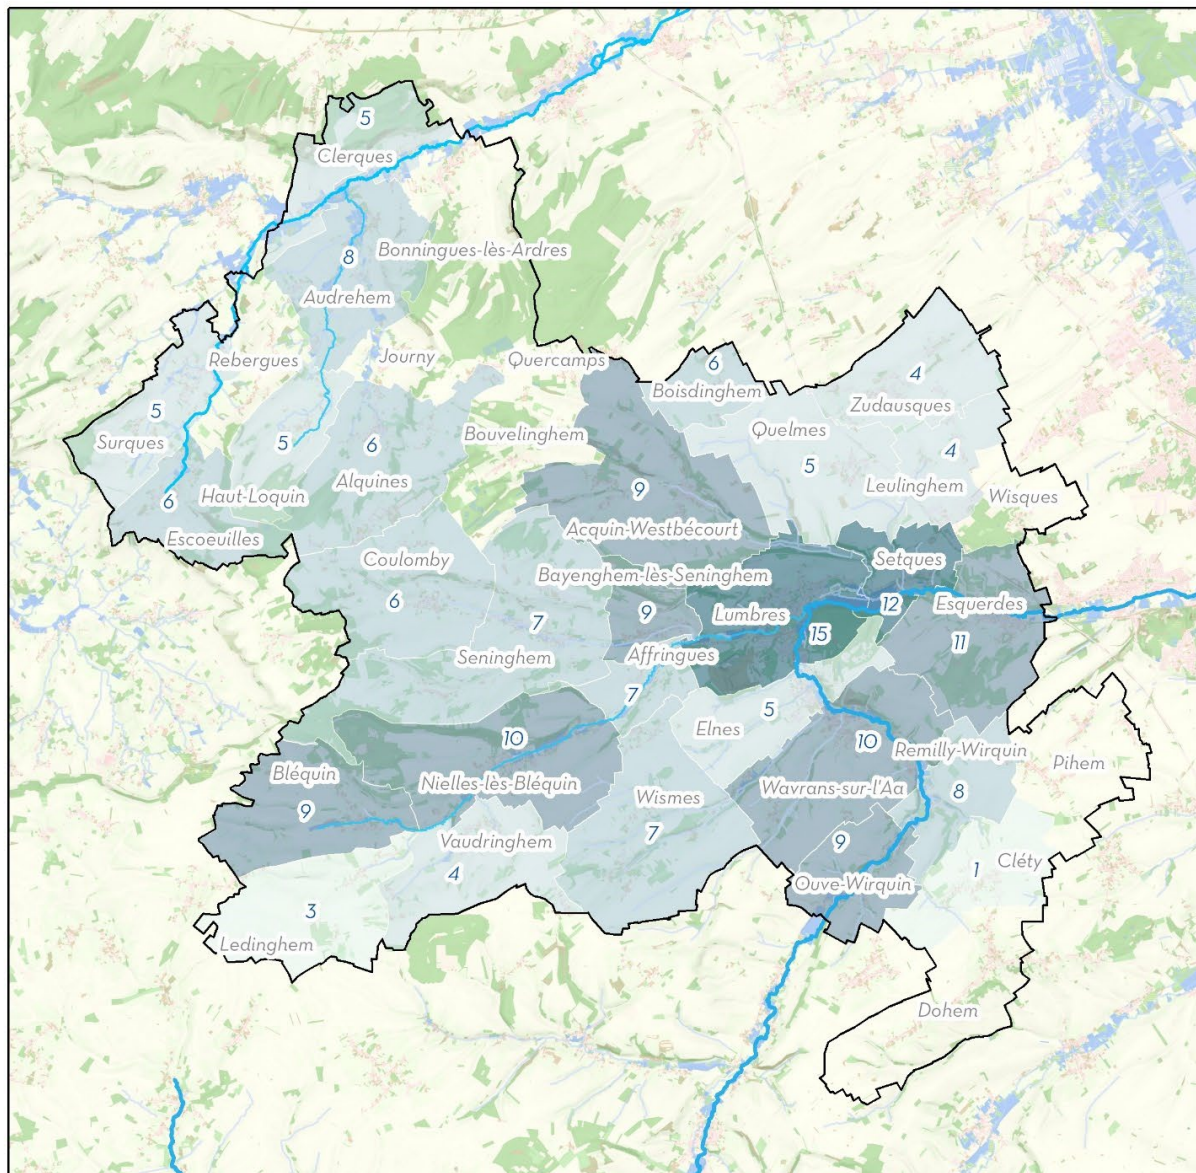 5
Clerques
8
Bonningues-lès-Ardres
Audrehem
Rebergues
Journy
Quercamps
6
Boisdinghem
4
Zudausques
5
Surques
Bouvelinghem
Quelmes
5
6
4
5
Leulinghem
6
Haut-Loquin
Alquines
9
Wisques
Escoeuilles
Acquin-Westbécourt
Coulomby
Setques
Bayenghem-lès-Seninghem
6
12
Esquerdes
7
9
Lumbres
15
11
Seninghem
Affringues
7
5
Elnes
10
10
Remilly-Wirquin
Pihem
Bléquin
Nielles-lès-Bléquin
Wismes
Wavrans-sur-l'Aa
8
9
7
Vaudringhem
9
4
1
Cléty
Ouve-Wirquin
3
Ledinghem
Dohem